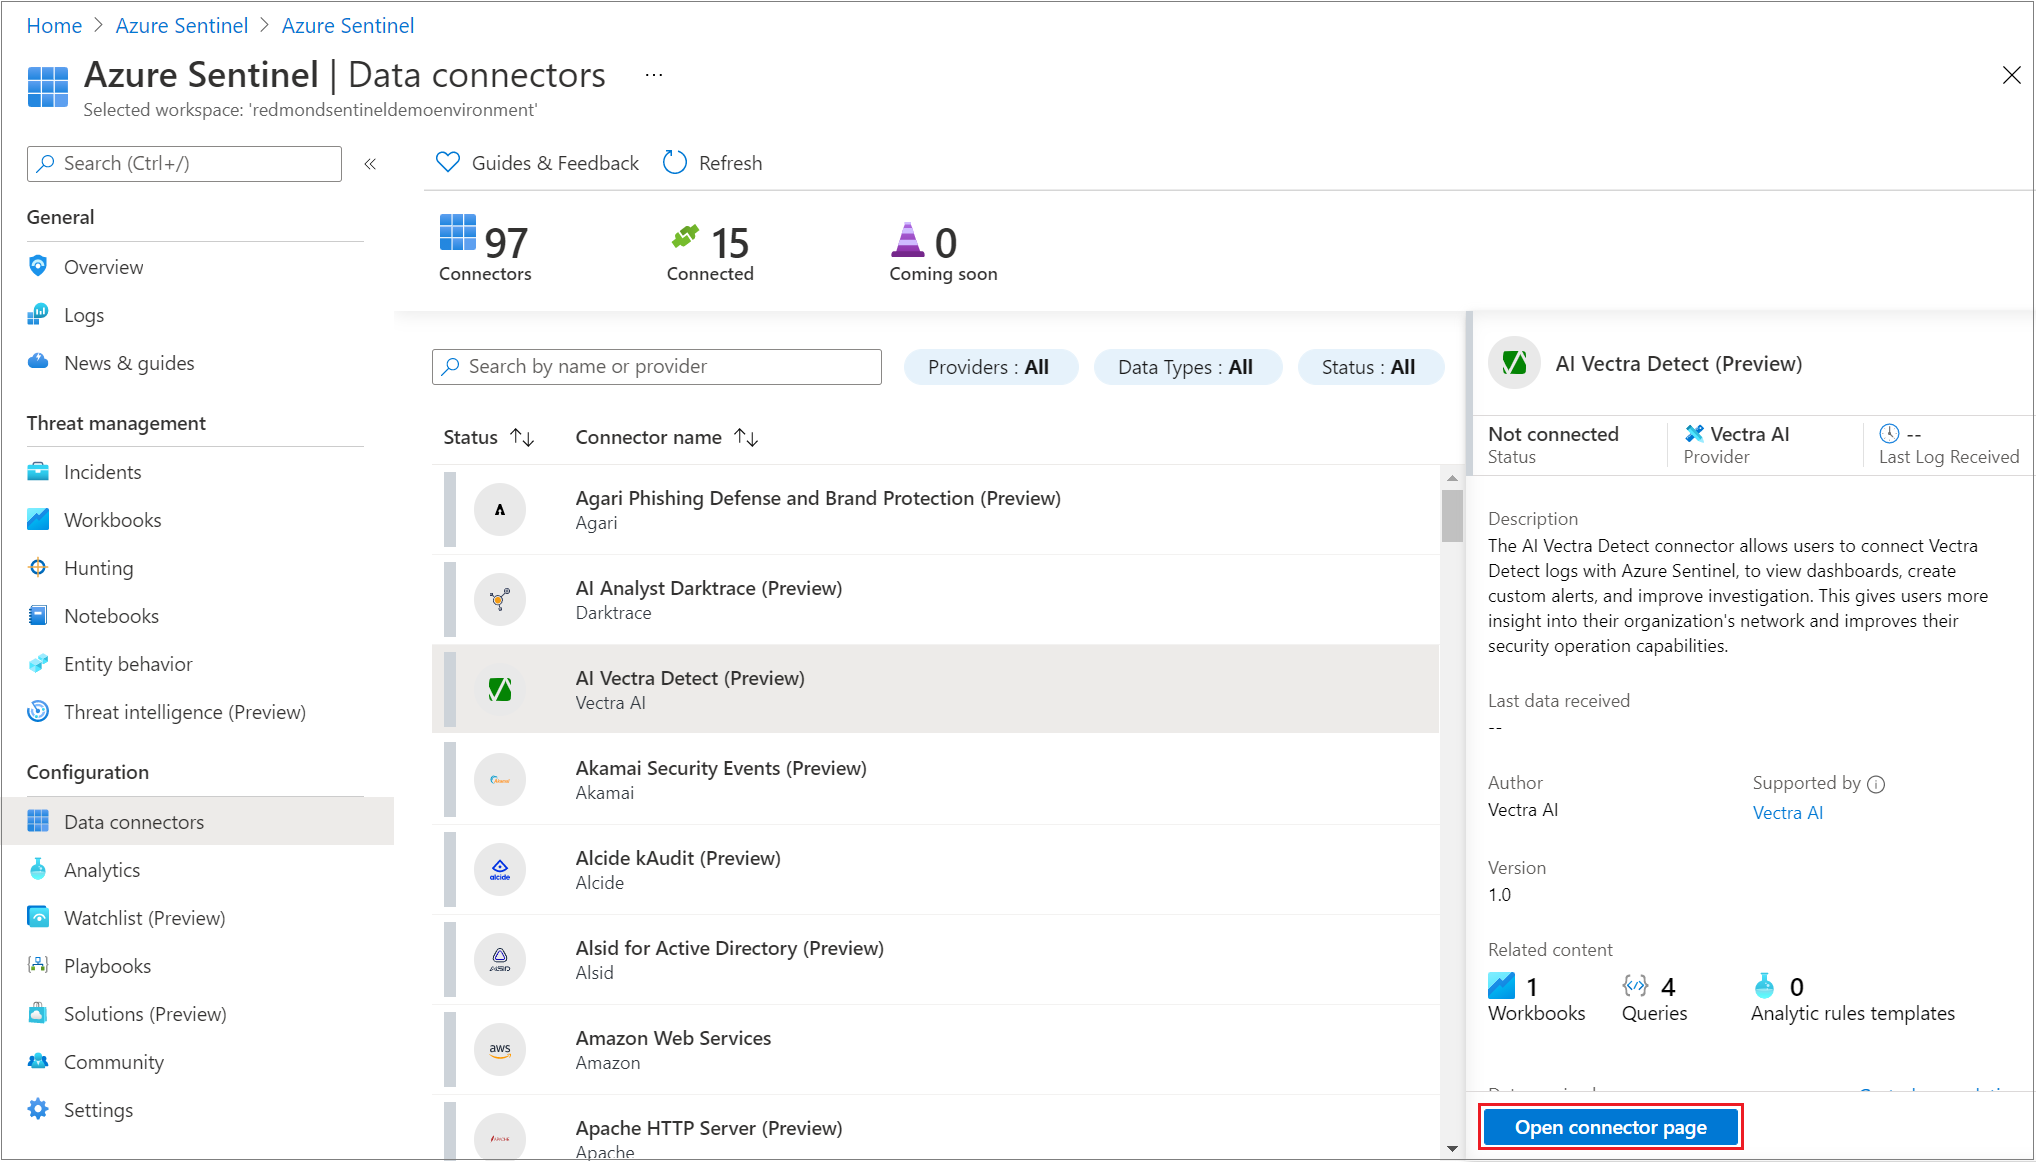 Home > Azure Sentinel > Azure Sentinel
Azure Sentinel | Data connectors ...
Selected workspace: 'redmondsentineldemoenvironment'
Search (Ctrl+/)
«
General
Overview
Logs
News & guides
Threat management
Incidents
Workbooks
Hunting
Notebooks
Entity behavior
Threat intelligence (Preview)
Configuration
Data connectors
Analytics
Watchlist (Preview)
Playbooks
Solutions (Preview)
Community
Settings
Guides & Feedback Refresh
97 Connectors
15 Connected
0 Coming soon
Search by name or provider
Providers : All
Data Types : All
Status : All
Status Connector name
Agari Phishing Defense and Brand Protection (Preview)
Agari
AI Analyst Darktrace (Preview)
Darktrace
AI Vectra Detect (Preview)
Vectra AI
Akamai Security Events (Preview)
Akamai
alcide
Alcide kAudit (Preview)
Alcide
ALSID
Alsid for Active Directory (Preview)
Alsid
aws
Amazon Web Services
Amazon
Apache HTTP Server (Preview)
Apache
AI Vectra Detect (Preview)
Not connected
Status
Vectra AI
Provider
--
Last Log Received
Description
The AI Vectra Detect connector allows users to connect Vectra
Detect logs with Azure Sentinel, to view dashboards, create
custom alerts, and improve investigation. This gives users more
insight into their organization's network and improves their
security operation capabilities.
Last data received
--
Author
Vectra AI
Supported by
Vectra AI
Version
1.0
Related content
1 Workbooks
4 Queries
0 Analytic rules templates
Open connector page